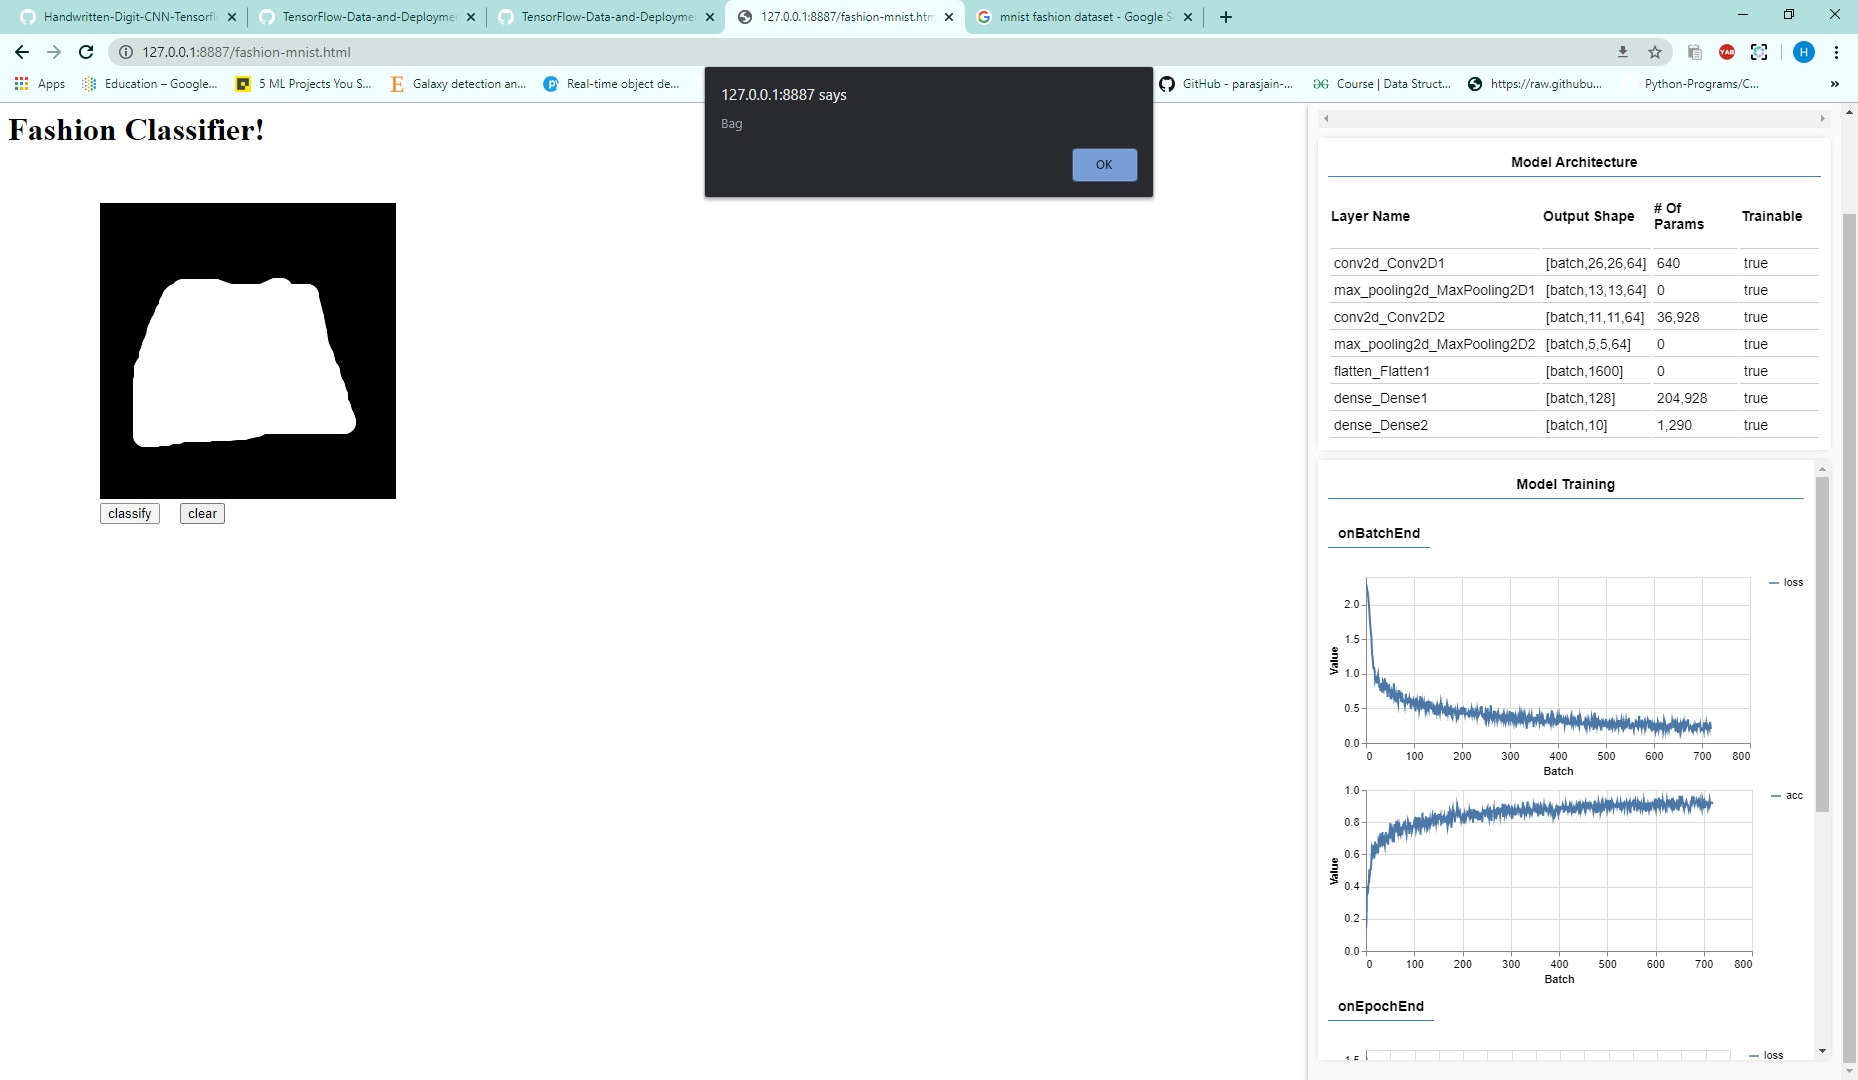 Handwritten-Digit-CNN-Tensorfl
TensorFlow-Data-and-Deployme
TensorFlow-Data-and-Deployme
127.0.0.1:8887/fashion-mnist.htm
mnist fashion dataset - Google S
127.0.0.1:8887/fashion-mnist.html
YAB
H
Apps
Education – Google...
5 ML Projects You S...
E
Galaxy detection an...
Real-time object de...
GitHub - parasjain-...
Course | Data Struct...
https://raw.githubu...
Python-Programs/C...
»
127.0.0.1:8887 says
Bag
OK
Fashion Classifier!
classify
clear
Model Architecture
Layer Name Output Shape # Of Params Trainable
conv2d_Conv2D1 [batch,26,26,64] 640 true
max_pooling2d_MaxPooling2D1 [batch,13,13,64] 0 true
conv2d_Conv2D2 [batch,11,11,64] 36,928 true
max_pooling2d_MaxPooling2D2 [batch,5,5,64] 0 true
flatten_Flatten1 [batch,1600] 0 true
dense_Dense1 [batch,128] 204,928 true
dense_Dense2 [batch,10] 1,290 true
Model Training
onBatchEnd
loss
2.0
1.5
1.0
0.5
0.0
Value
0 100 200 300 400 500 600 700 800
Batch
acc
1.0
0.8
0.6
0.4
0.2
0.0
Value
0 100 200 300 400 500 600 700 800
Batch
onEpochEnd
1.5
loss